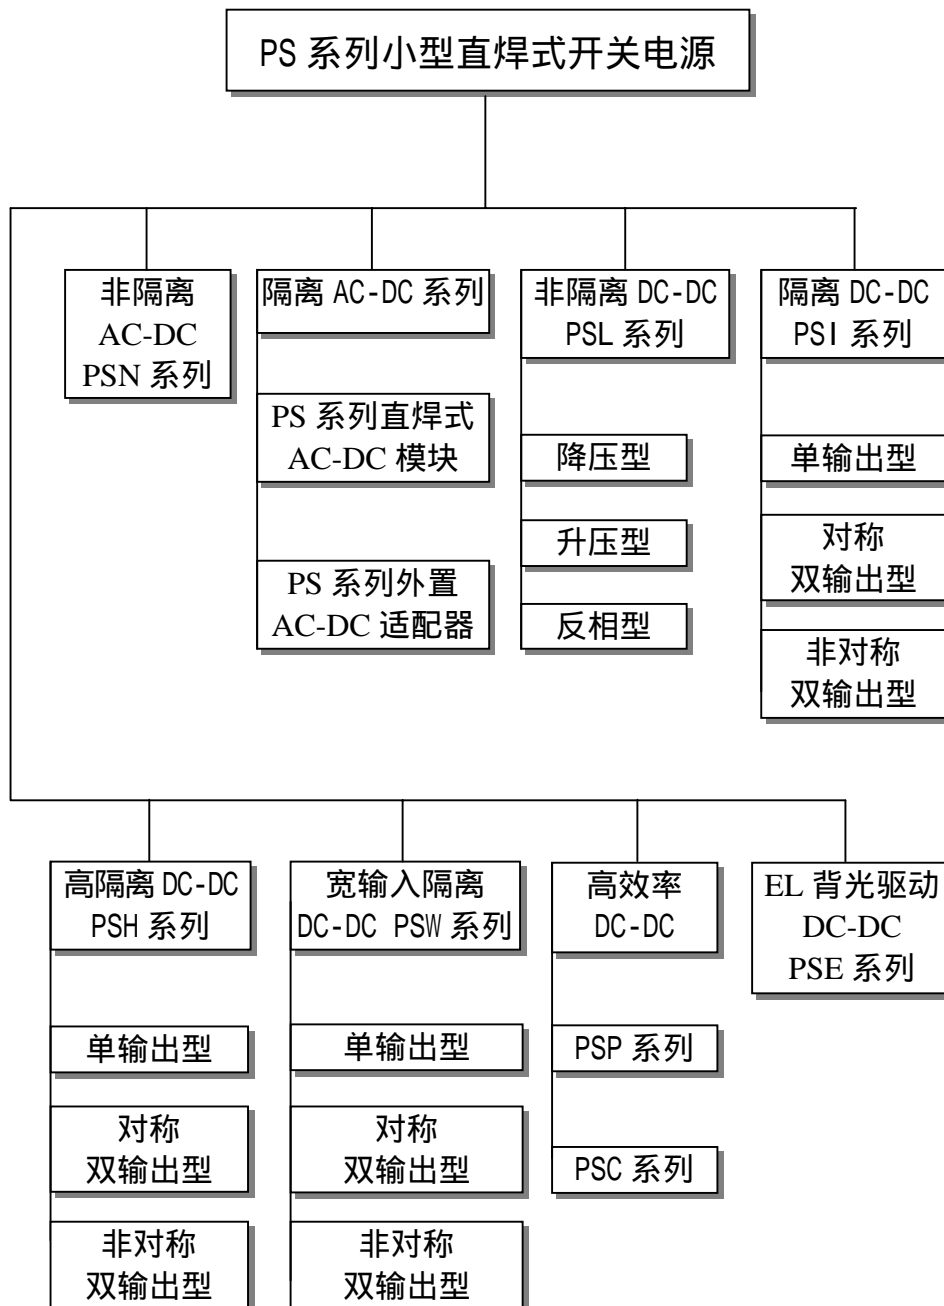 PS 系列小型直焊式开关电源
非隔离
AC-DC
PSN 系列
隔离 AC-DC 系列
PS 系列直焊式
AC-DC 模块
PS 系列外置
AC-DC 适配器
非隔离 DC-DC
PSL 系列
降压型
升压型
反相型
隔离 DC-DC
PSI 系列
单输出型
对称
双输出型
非对称
双输出型
高隔离 DC-DC
PSH 系列
单输出型
对称
双输出型
非对称
双输出型
宽输入隔离
DC-DC PSW 系列
单输出型
对称
双输出型
非对称
双输出型
高效率
DC-DC
PSP 系列
PSC 系列
EL 背光驱动
DC-DC
PSE 系列